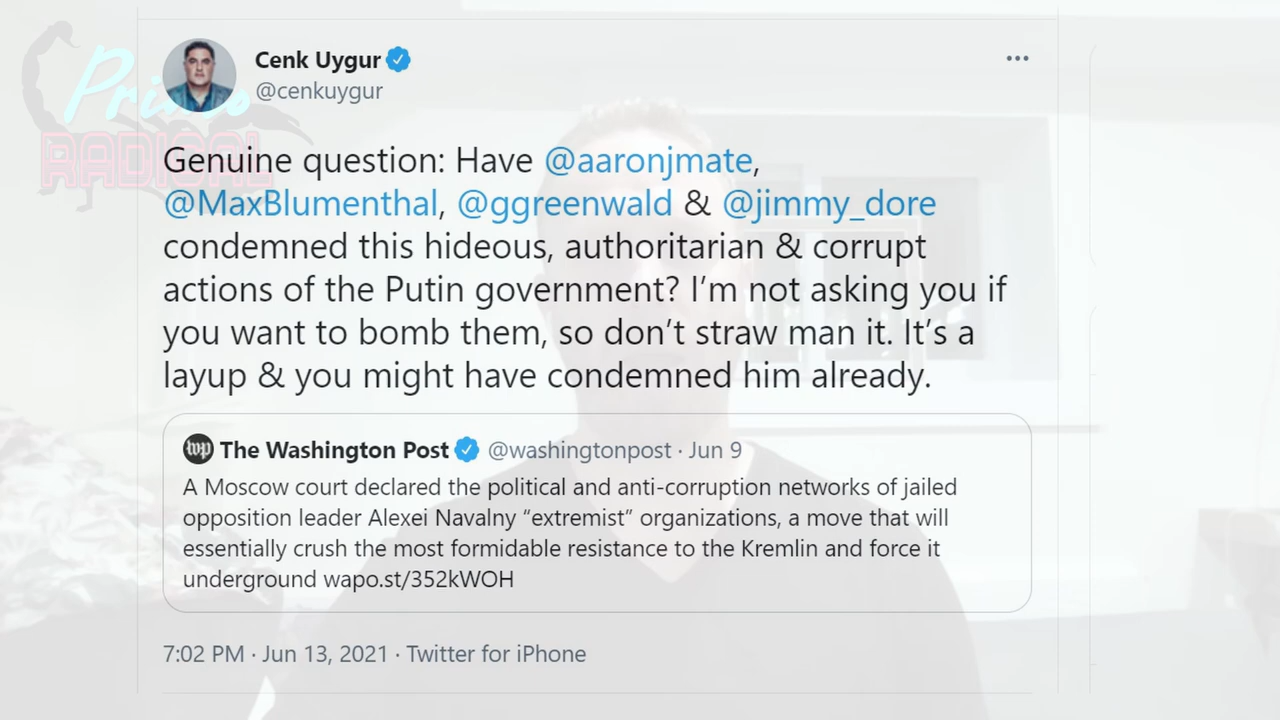 Primo
RADICAL
Cenk Uygur
@cenkuygur
Genuine question: Have @aaronjmate,
@MaxBlumenthal, @ggreenwald & @jimmy_dore
condemned this hideous, authoritarian & corrupt
actions of the Putin government? I'm not asking you if
you want to bomb them, so don't straw man it. It's a
layup & you might have condemned him already.
wp The Washington Post @washingtonpost · Jun 9
A Moscow court declared the political and anti-corruption networks of jailed
opposition leader Alexei Navalny “extremist” organizations, a move that will
essentially crush the most formidable resistance to the Kremlin and force it
underground wapo.st/352kWOH
7:02 PM · Jun 13, 2021 · Twitter for iPhone